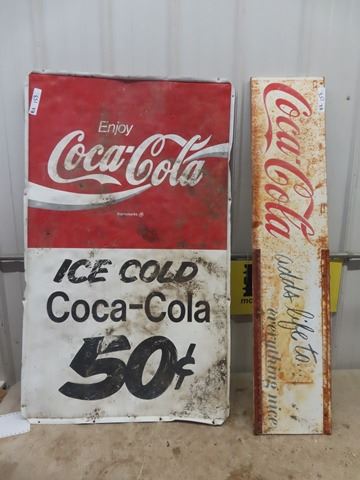 Enjoy
Coca-Cola
ICE COLD
Coca-Cola
50¢
Coca-Cola
adds life to...
everything nice